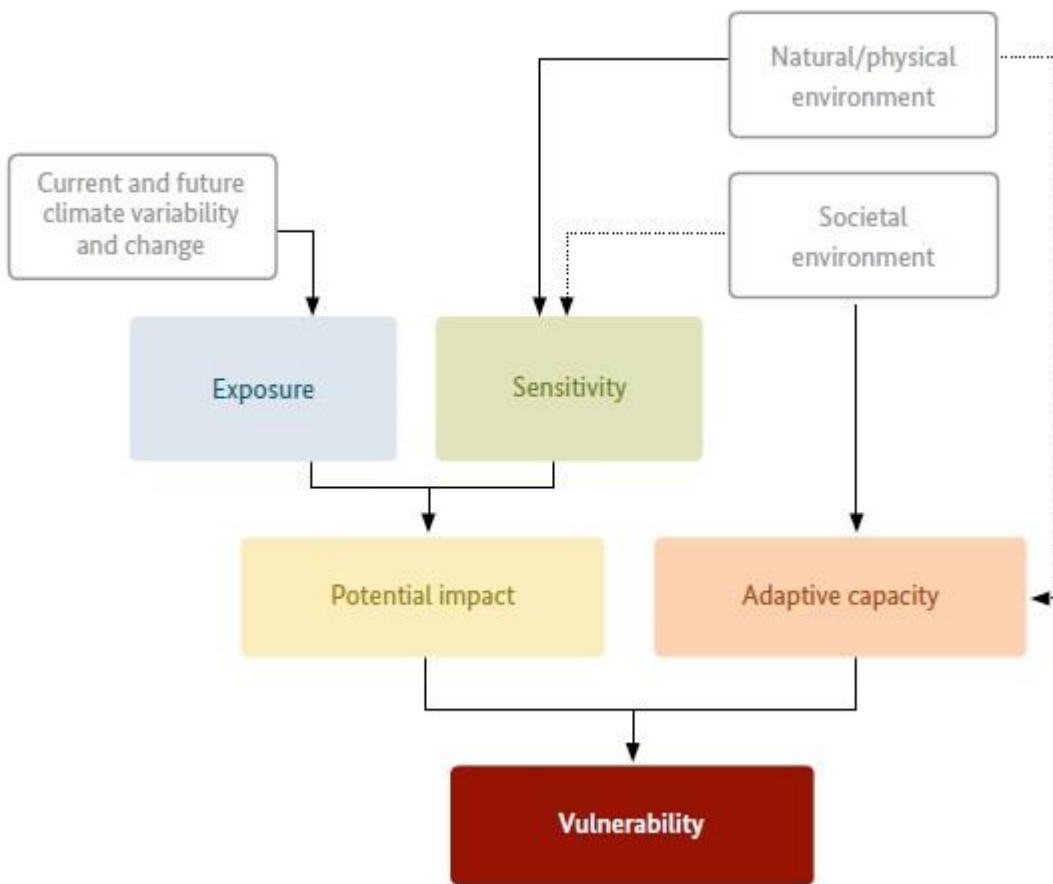 Natural/physical
environment
Current and future
climate variability
and change
Societal
environment
Exposure
Sensitivity
Potential impact
Adaptive capacity
Vulnerability